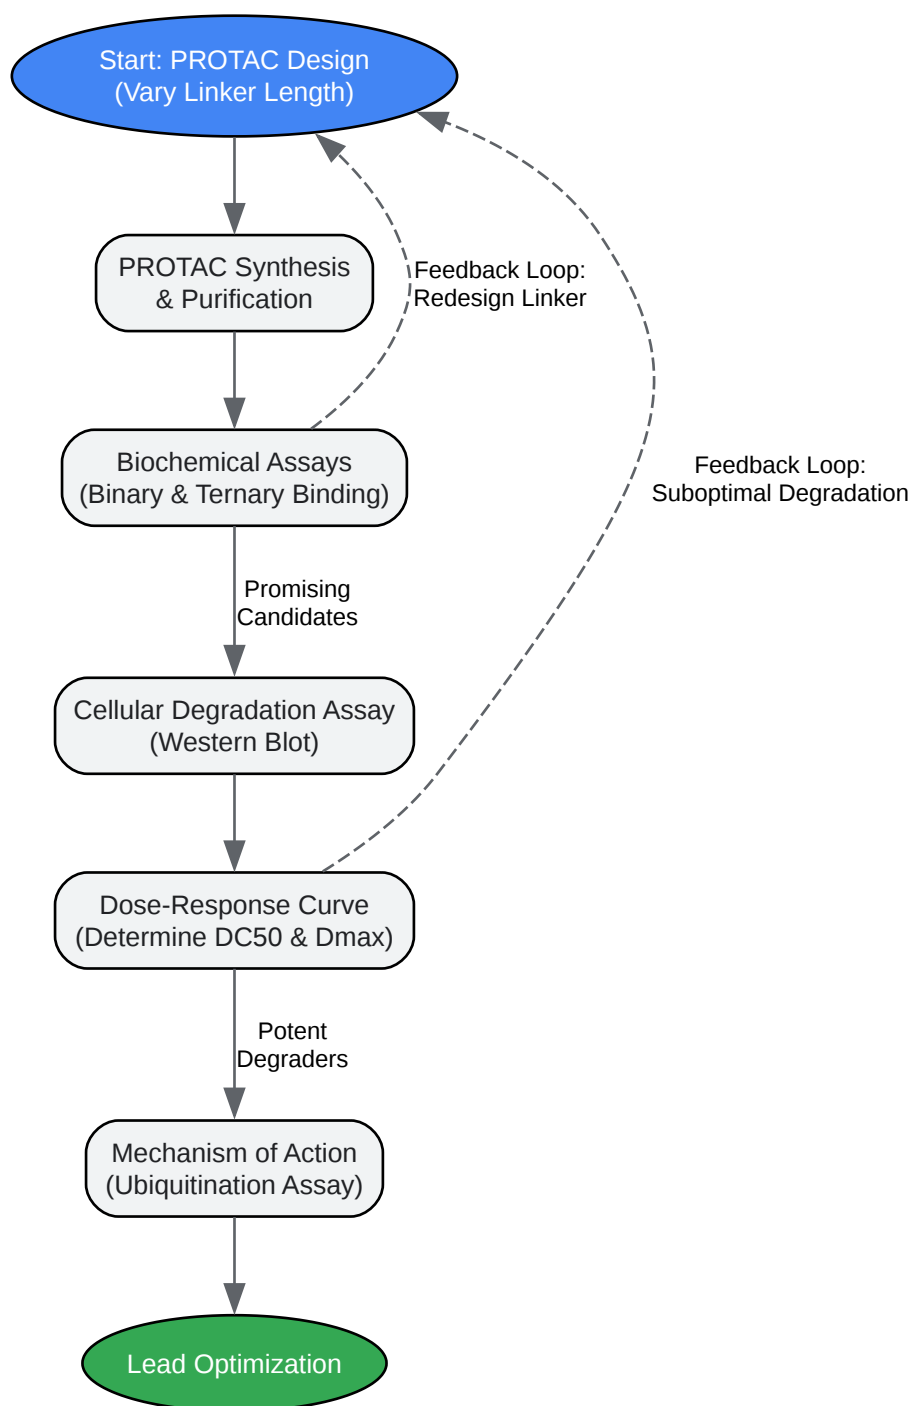 Start: PROTAC Design
(Vary Linker Length)
PROTAC Synthesis
& Purification
Feedback Loop:
Redesign Linker
Biochemical Assays
(Binary & Ternary Binding)
Feedback Loop:
Suboptimal Degradation
Promising
Candidates
Cellular Degradation Assay
(Western Blot)
Dose-Response Curve
(Determine DC50 & Dmax)
Potent
Degraders
Mechanism of Action
(Ubiquitination Assay)
Lead Optimization